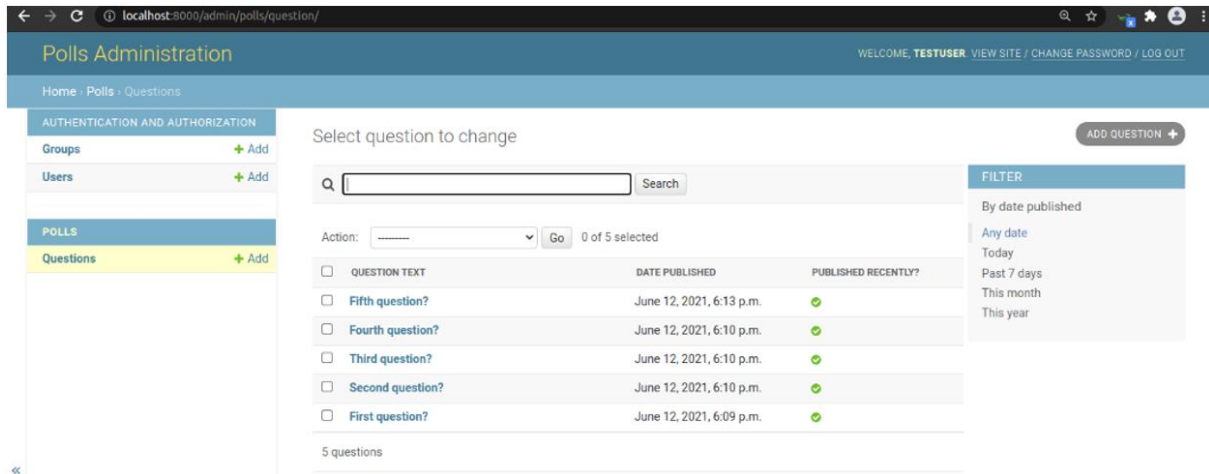 localhost:8000/admin/polls/question/
Polls Administration
WELCOME, TESTUSER. VIEW SITE / CHANGE PASSWORD / LOG OUT
Home › Polls › Questions
AUTHENTICATION AND AUTHORIZATION
Groups + Add
Users + Add
POLLS
Questions + Add
«
Select question to change
ADD QUESTION +
Search
Action: --------- Go 0 of 5 selected
QUESTION TEXT DATE PUBLISHED PUBLISHED RECENTLY?
Fifth question? June 12, 2021, 6:13 p.m.
Fourth question? June 12, 2021, 6:10 p.m.
Third question? June 12, 2021, 6:10 p.m.
Second question? June 12, 2021, 6:10 p.m.
First question? June 12, 2021, 6:09 p.m.
5 questions
FILTER
By date published
Any date
Today
Past 7 days
This month
This year